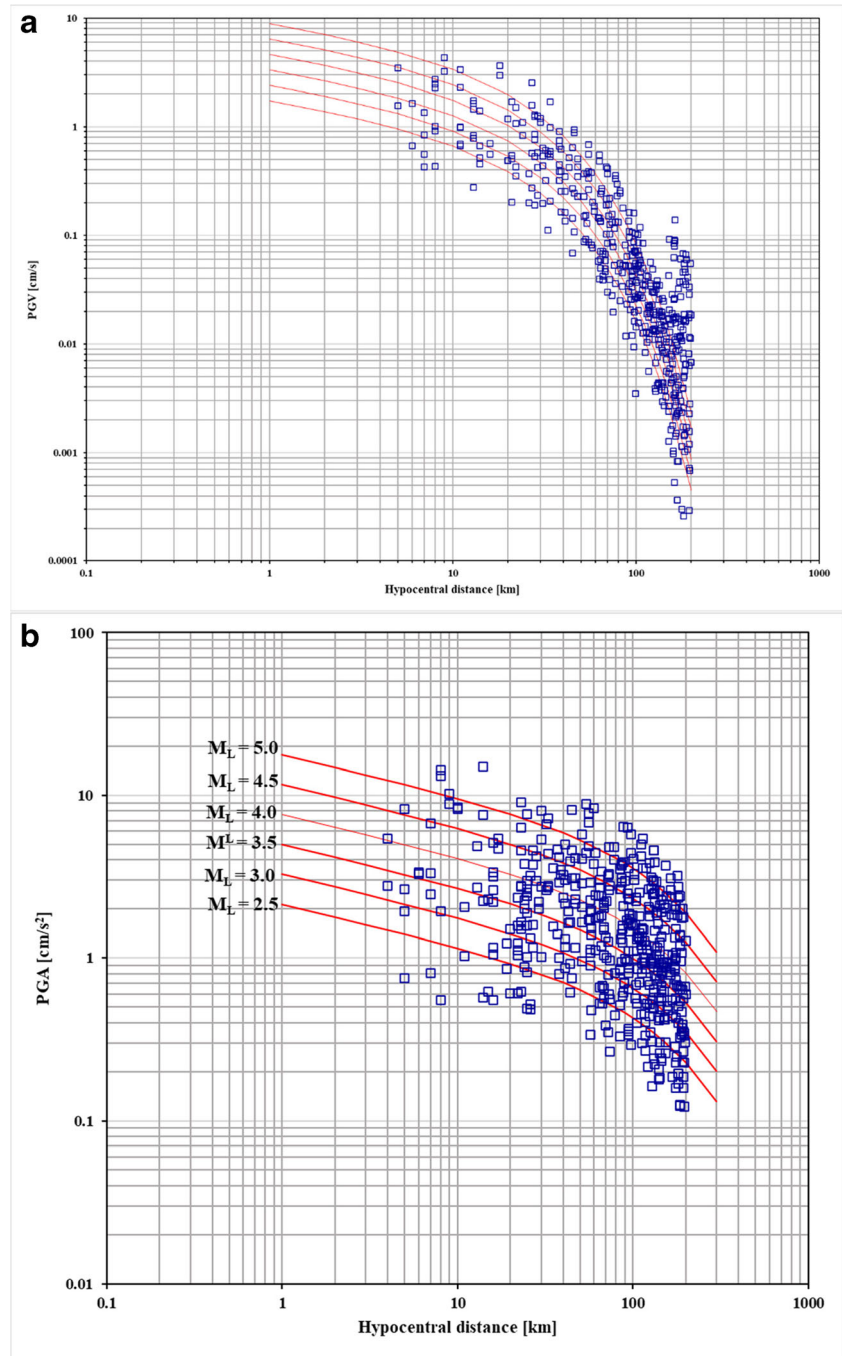 a
10
1
0.1
0.01
0.001
0.0001
PGV [cm/s]
0.1
1
10
100
1000
Hypocentral distance [km]
b
100
10
1
0.1
0.01
PGA [cm/s²]
M_L = 5.0
M_L = 4.5
M_L = 4.0
M^L = 3.5
M_L = 3.0
M_L = 2.5
0.1
1
10
100
1000
Hypocentral distance [km]